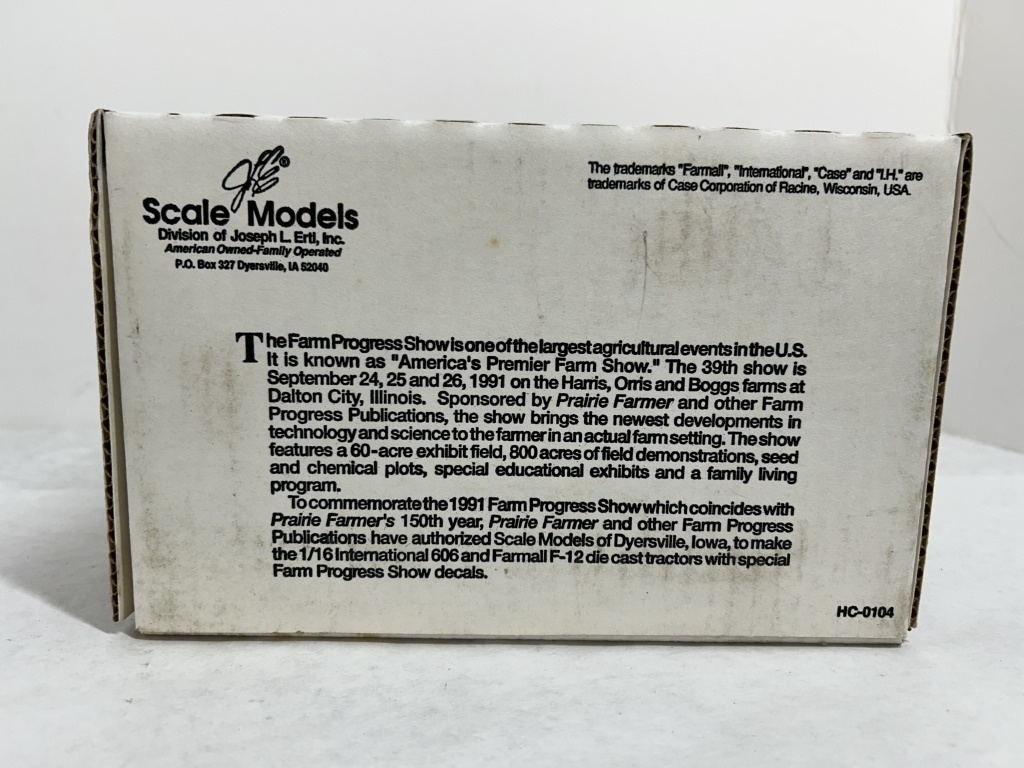 JLE®
Scale Models
Division of Joseph L. Ertl, Inc.
American Owned-Family Operated
P.O. Box 327 Dyersville, IA 52040
The trademarks "Farmall", "International", "Case" and "I.H." are
trademarks of Case Corporation of Racine, Wisconsin, USA.
The Farm Progress Show is one of the largest agricultural events in the U.S.
It is known as "America's Premier Farm Show." The 39th show is
September 24, 25 and 26, 1991 on the Harris, Orris and Boggs farms at
Dalton City, Illinois. Sponsored by Prairie Farmer and other Farm
Progress Publications, the show brings the newest developments in
technology and science to the farmer in an actual farm setting. The show
features a 60-acre exhibit field, 800 acres of field demonstrations, seed
and chemical plots, special educational exhibits and a family living
program.
To commemorate the 1991 Farm Progress Show which coincides with
Prairie Farmer's 150th year, Prairie Farmer and other Farm Progress
Publications have authorized Scale Models of Dyersville, Iowa, to make
the 1/16 International 606 and Farmall F-12 die cast tractors with special
Farm Progress Show decals.
HC-0104